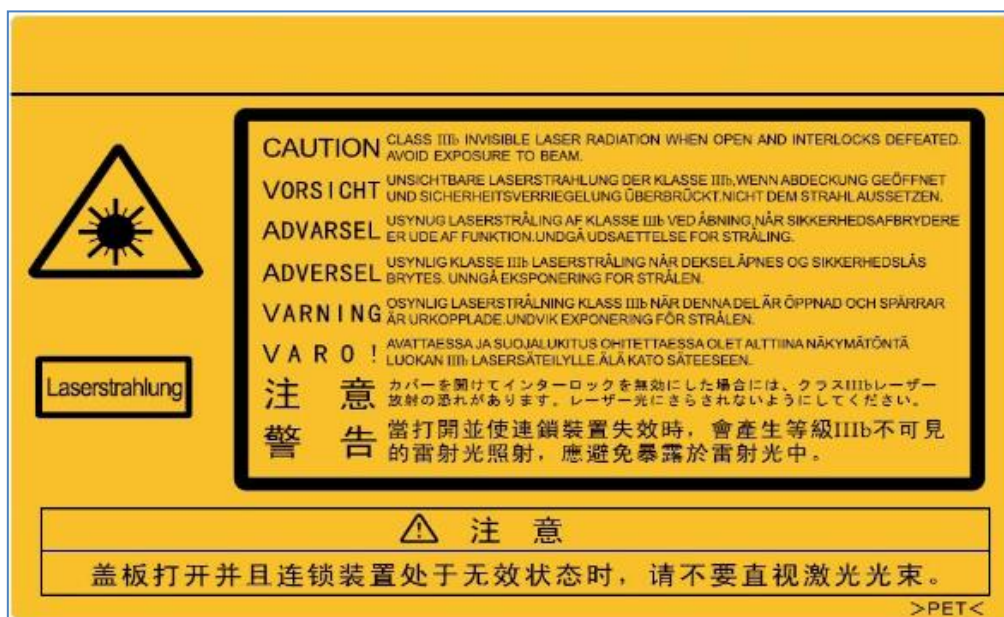 CAUTION CLASS IIIb INVISIBLE LASER RADIATION WHEN OPEN AND INTERLOCKS DEFEATED.
AVOID EXPOSURE TO BEAM.
VORSICHT UNSICHTBARE LASERSTRAHLUNG DER KLASSE IIIb,WENN ABDECKUNG GEÖFFNET
UND SICHERHEITSVERRIEGELUNG ÜBERBRÜCKT.NICHT DEM STRAHL AUSSETZEN.
ADVARSEL USYNUG LASERSTRÅLING AF KLASSE IIIb VED ÅBNING,NÅR SIKKERHEDSAFBRYDERE
ER UDE AF FUNKTION.UNDGÅ UDSAETTELSE FOR STRÅLING.
ADVERSEL USYNLIG KLASSE IIIb LASERSTRÅLING NÅR DEKSEL ÅPNES OG SIKKERHEDSLÅS
BRYTES. UNNGÅ EKSPONERING FOR STRÅLEN.
VARNING OSYNLIG LASERSTRÅLNING KLASS IIIb NÄR DENNA DEL ÄR ÖPPNAD OCH SPÄRRAR
ÄR URKOPPLADE.UNDVIK EXPONERING FÖR STRÅLEN.
VARO! AVATTAESSA JA SUOJALUKITUS OHITETTAESSA OLET ALTTIINA NÄKYMÄTÖNTÄ
LUOKAN IIIb LASERSÄTEILYLLE.ÄLÄ KATO SÄTEESEEN.
注意 カバーを開けてインターロックを無効にした場合には、クラスIIIbレーザー
放射の恐れがあります。レーザー光にさらされないようにしてください。
警告 當打開並使連鎖裝置失效時，會產生等級IIIb不可見
的雷射光照射，應避免暴露於雷射光中。
Laserstrahlung
注意
盖板打开并且连锁装置处于无效状态时，请不要直视激光光束。
>PET<